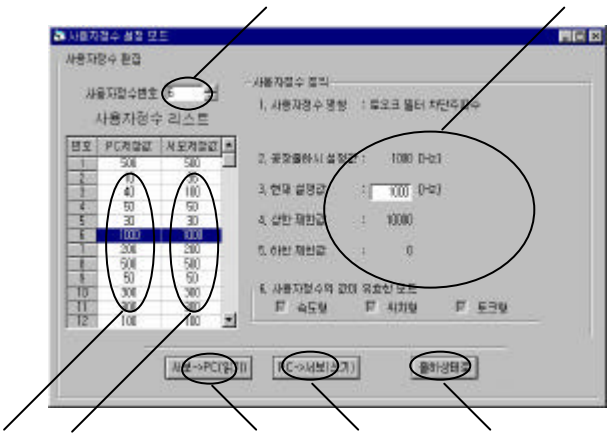 사용자정수 설정 모드
사용자정수 편집
사용자정수번호 6
사용자정수 리스트
번호 PC저장값 서보저장값
1 500 500
2
3 40 100
4 50 50
5 30 30
6 1000 1000
7 200 200
8 500 500
9 50 50
10 300 300
11
12 100 100
사용자정수 정의
1. 사용자정수 명칭 : 토오크 필터 차단주파수
2. 공장출하시 설정값 : 1000 [Hz]
3. 현재 설정값 : 1000 [Hz]
4. 상한 제한값 : 10000
5. 하한 제한값 : 0
6. 사용자정수의 값이 유효한 모드
속도형 위치형 토크형
서보->PC(읽기) PC->서보(쓰기) 출하상태로